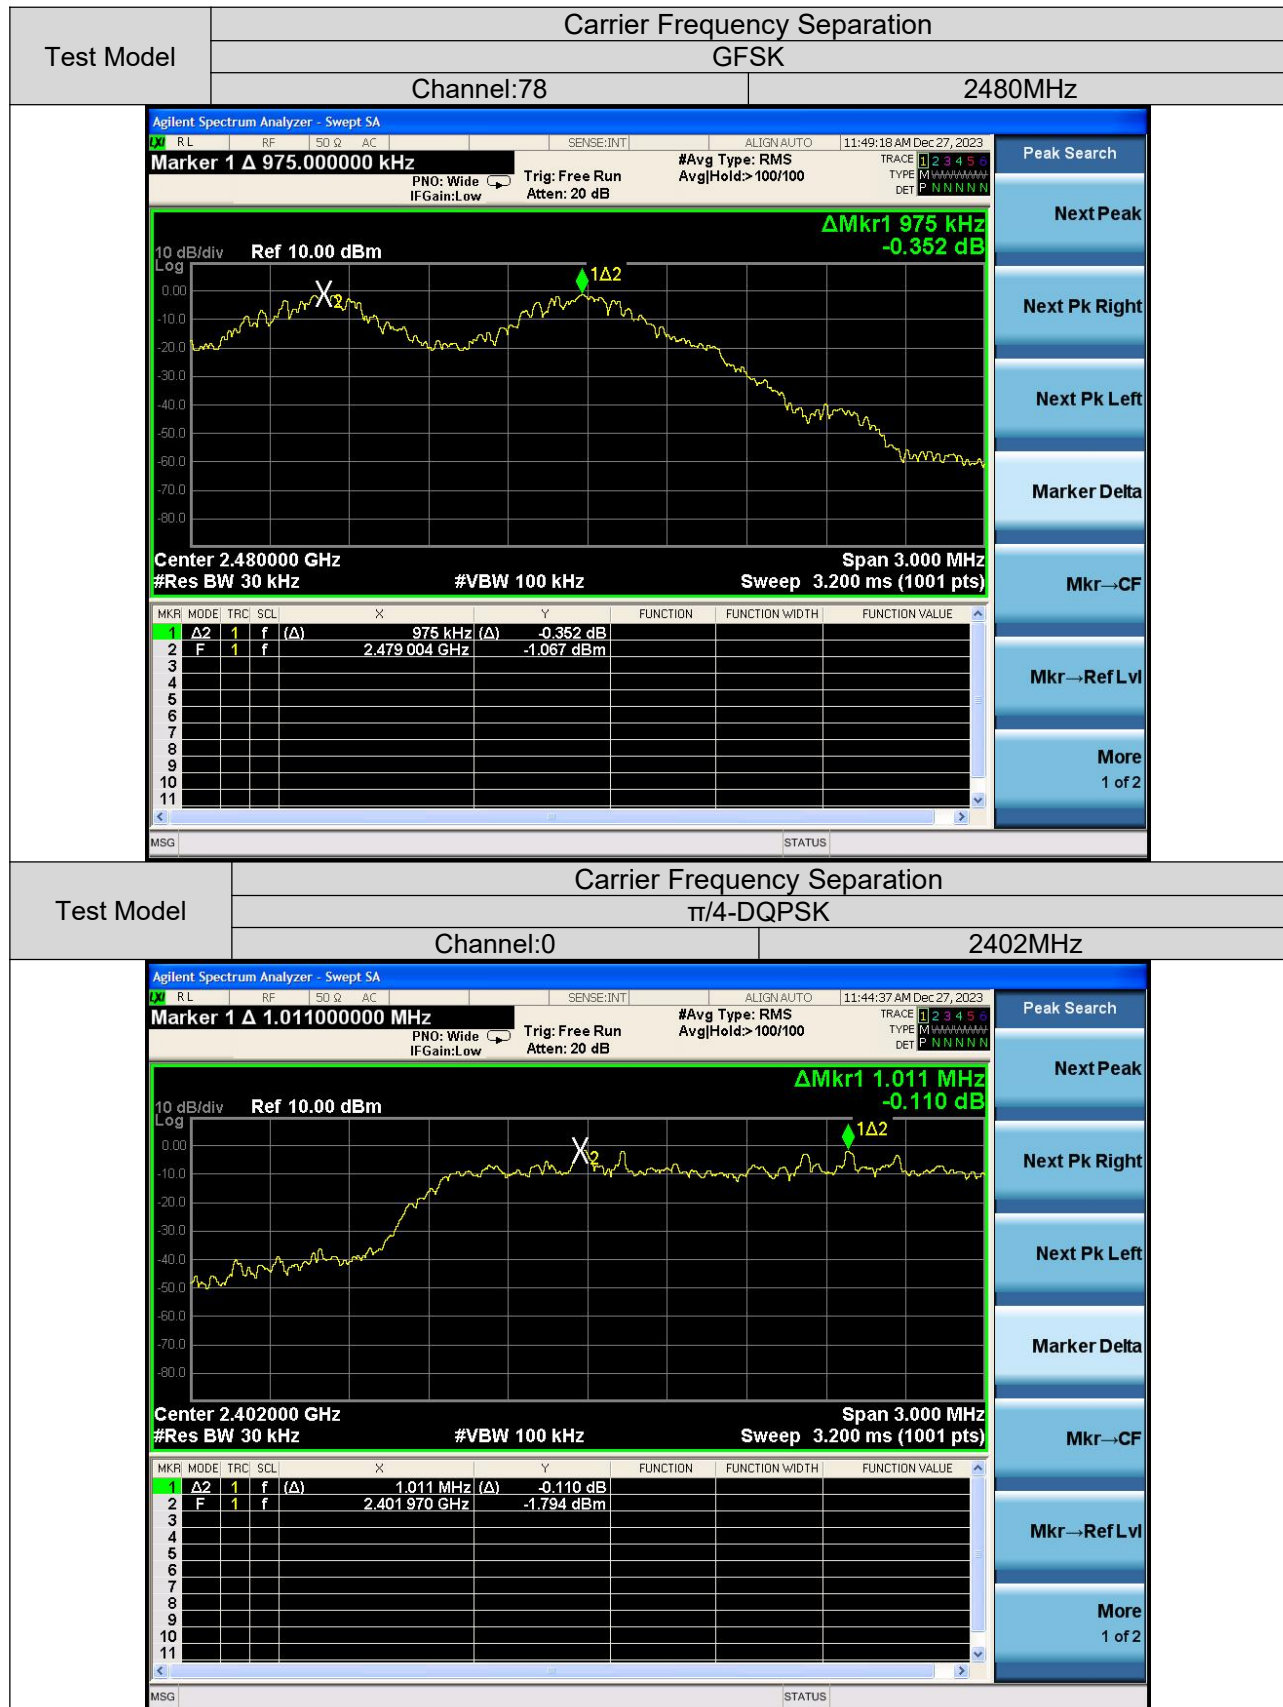 Test Model
Carrier Frequency Separation
GFSK
Channel:78 2480MHz
Agilent Spectrum Analyzer - Swept SA
LXI RL RF 50 Ω AC SENSE:INT ALIGN AUTO 11:49:18 AM Dec 27, 2023
Marker 1 Δ 975.000000 kHz
PNO: Wide
IFGain:Low
Trig: Free Run
Atten: 20 dB
#Avg Type: RMS
Avg|Hold:>100/100
TRACE 1 2 3 4 5 6
TYPE M
DET P N N N N N
ΔMkr1 975 kHz
-0.352 dB
10 dB/div Ref 10.00 dBm
Log
0.00
-10.0
-20.0
-30.0
-40.0
-50.0
-60.0
-70.0
-80.0
X2
1Δ2
Center 2.480000 GHz Span 3.000 MHz
#Res BW 30 kHz #VBW 100 kHz Sweep 3.200 ms (1001 pts)
MKR MODE TRC SCL X Y FUNCTION FUNCTION WIDTH FUNCTION VALUE
1 Δ2 1 f (Δ) 975 kHz (Δ) -0.352 dB
2 F 1 f 2.479 004 GHz -1.067 dBm
3
4
5
6
7
8
9
10
11
MSG STATUS
Peak Search
Next Peak
Next Pk Right
Next Pk Left
Marker Delta
Mkr→CF
Mkr→Ref Lvl
More
1 of 2
Test Model
Carrier Frequency Separation
π/4-DQPSK
Channel:0 2402MHz
Agilent Spectrum Analyzer - Swept SA
LXI RL RF 50 Ω AC SENSE:INT ALIGN AUTO 11:44:37 AM Dec 27, 2023
Marker 1 Δ 1.011000000 MHz
PNO: Wide
IFGain:Low
Trig: Free Run
Atten: 20 dB
#Avg Type: RMS
Avg|Hold:>100/100
TRACE 1 2 3 4 5 6
TYPE M
DET P N N N N N
ΔMkr1 1.011 MHz
-0.110 dB
10 dB/div Ref 10.00 dBm
Log
0.00
-10.0
-20.0
-30.0
-40.0
-50.0
-60.0
-70.0
-80.0
X2
1Δ2
Center 2.402000 GHz Span 3.000 MHz
#Res BW 30 kHz #VBW 100 kHz Sweep 3.200 ms (1001 pts)
MKR MODE TRC SCL X Y FUNCTION FUNCTION WIDTH FUNCTION VALUE
1 Δ2 1 f (Δ) 1.011 MHz (Δ) -0.110 dB
2 F 1 f 2.401 970 GHz -1.794 dBm
3
4
5
6
7
8
9
10
11
MSG STATUS
Peak Search
Next Peak
Next Pk Right
Next Pk Left
Marker Delta
Mkr→CF
Mkr→Ref Lvl
More
1 of 2